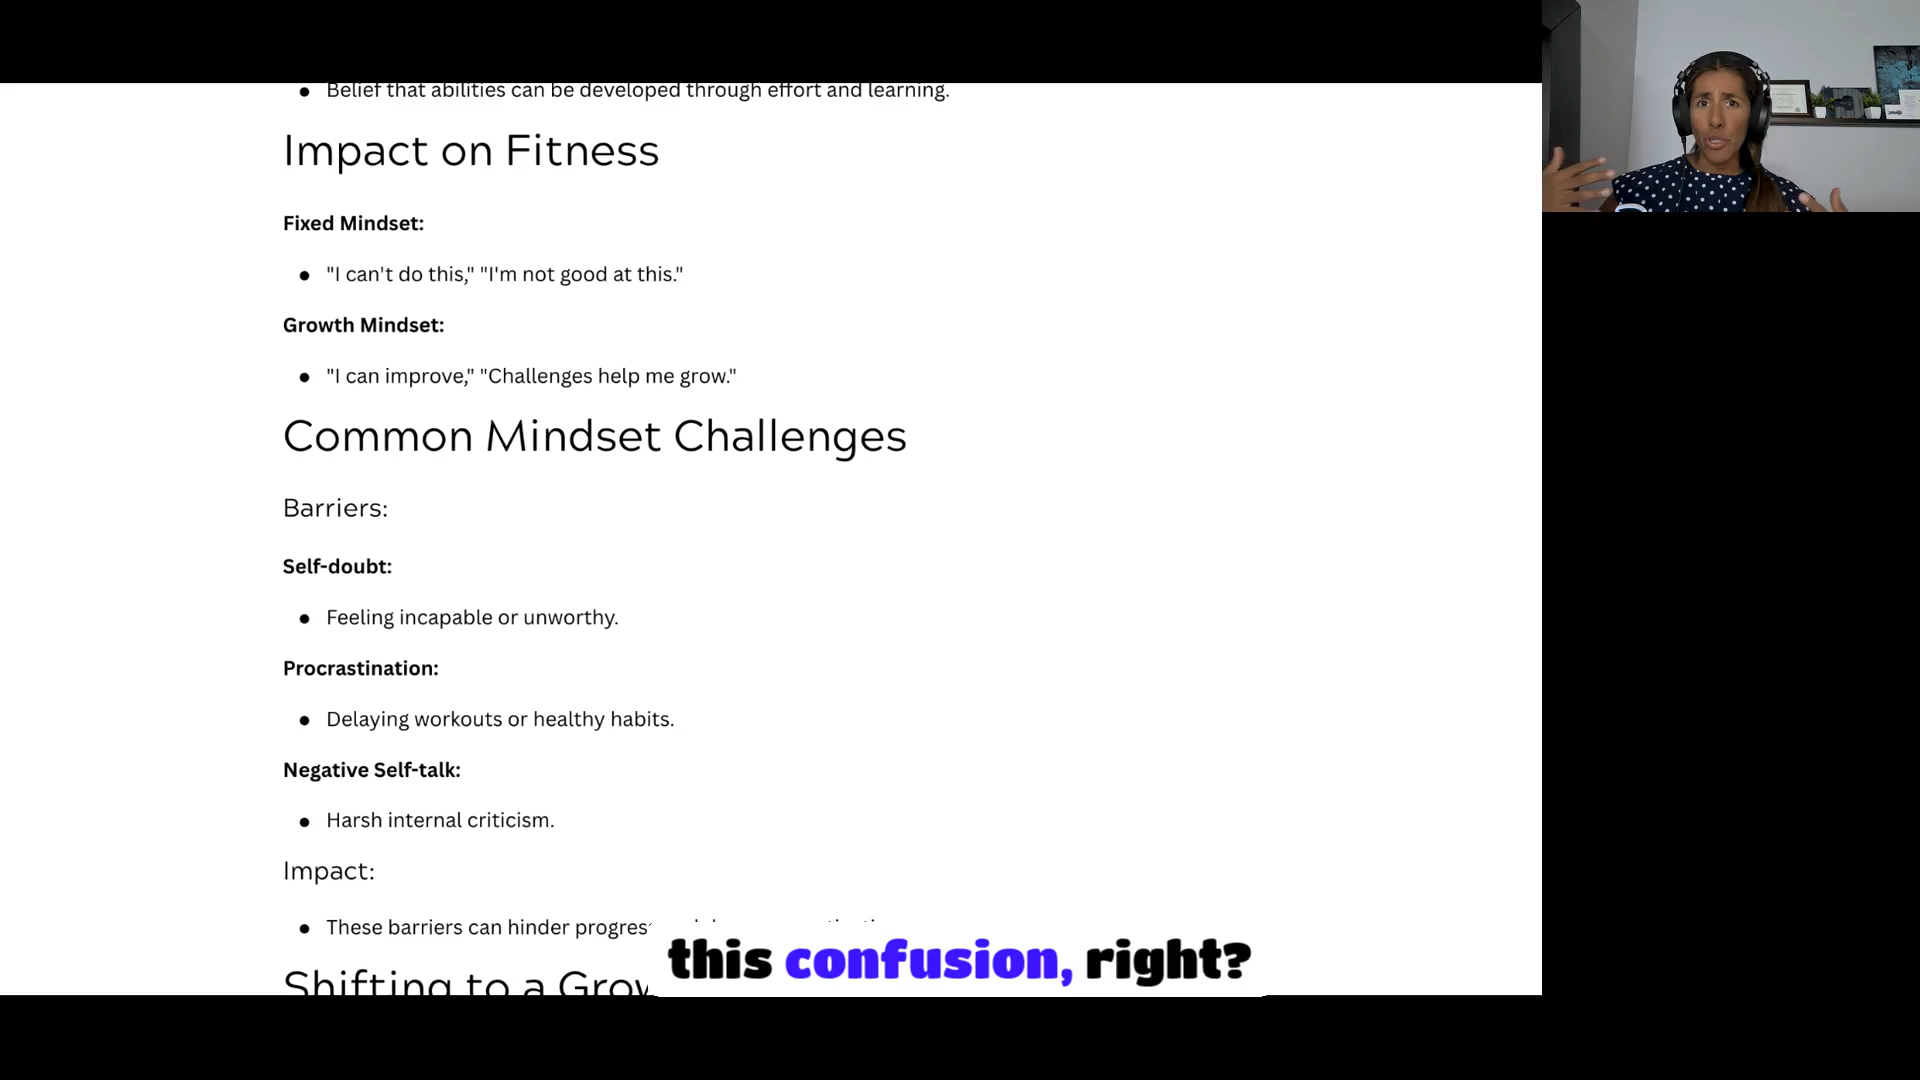 ● Belief that abilities can be developed through effort and learning.
Impact on Fitness
Fixed Mindset:
● "I can't do this," "I'm not good at this."
Growth Mindset:
● "I can improve," "Challenges help me grow."
Common Mindset Challenges
Barriers:
Self-doubt:
● Feeling incapable or unworthy.
Procrastination:
● Delaying workouts or healthy habits.
Negative Self-talk:
● Harsh internal criticism.
Impact:
● These barriers can hinder progress
Shifting to a
this confusion, right?